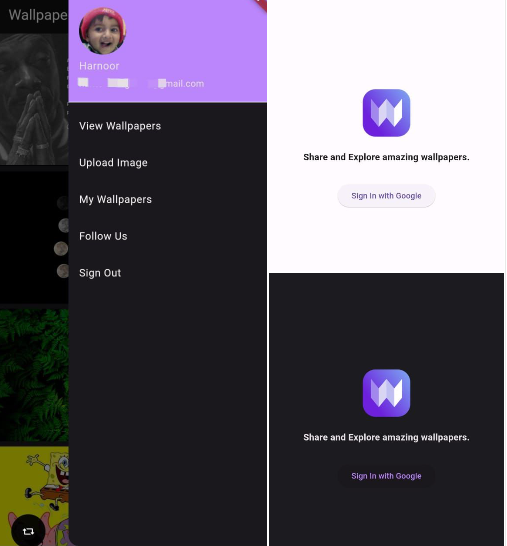 Wallpape
Harnoor
mail.com
View Wallpapers
Upload Image
My Wallpapers
Follow Us
Sign Out
Share and Explore amazing wallpapers.
Sign in with Google
Share and Explore amazing wallpapers.
Sign in with Google